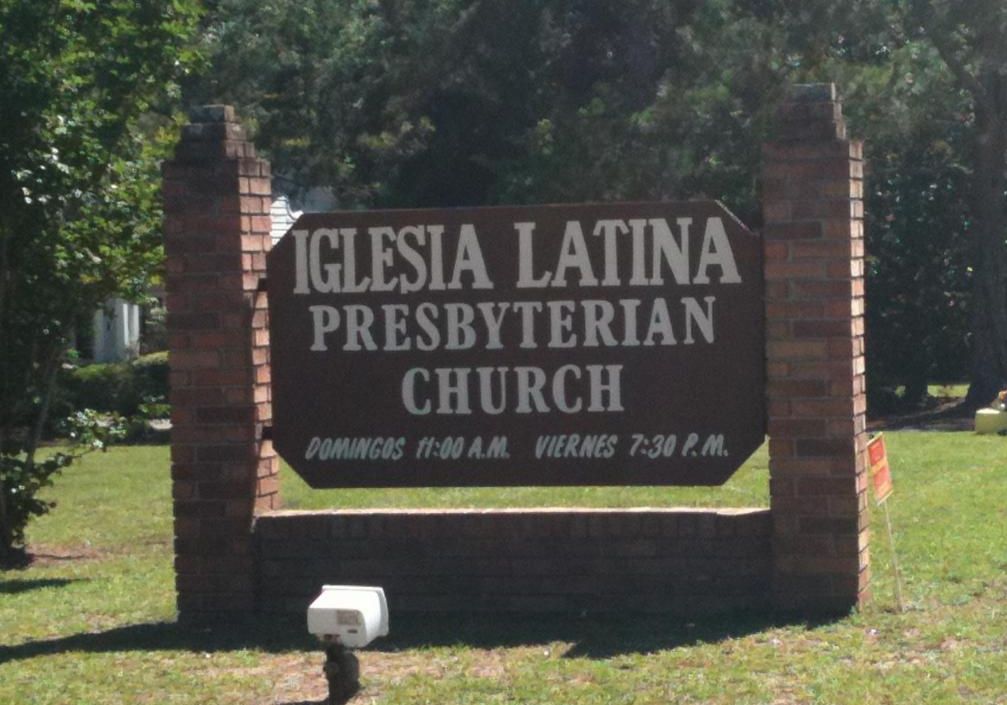 IGLESIA LATINA
PRESBYTERIAN
CHURCH
DOMINGOS 11:00 A.M. VIERNES 7:30 P.M.